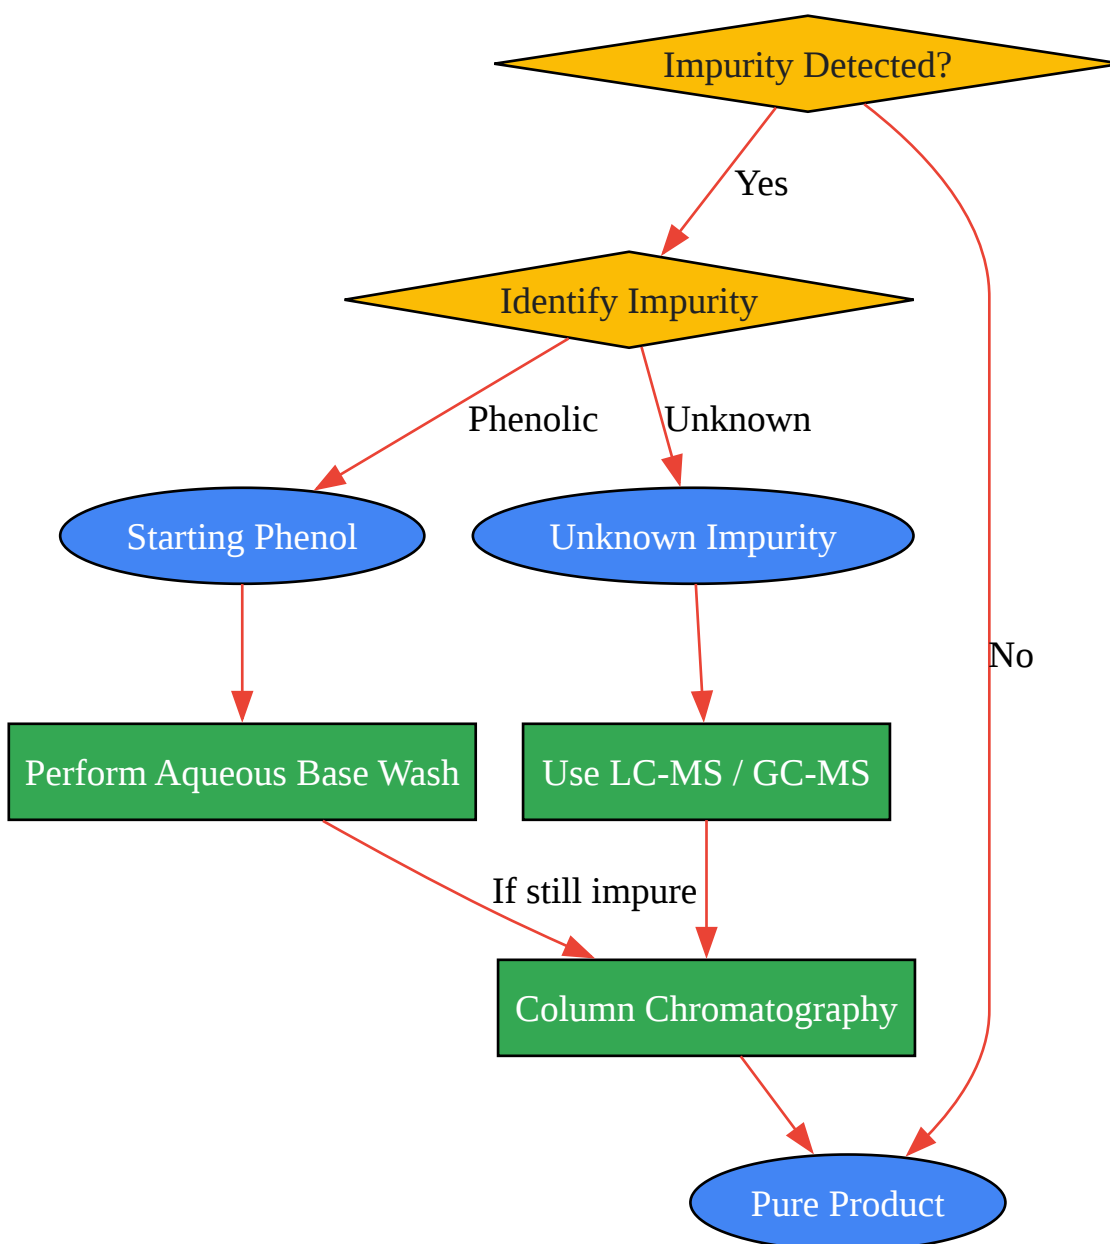 Impurity Detected?
Yes
Identify Impurity
Phenolic
Unknown
Starting Phenol
Unknown Impurity
No
Perform Aqueous Base Wash
Use LC-MS / GC-MS
If still impure
Column Chromatography
Pure Product